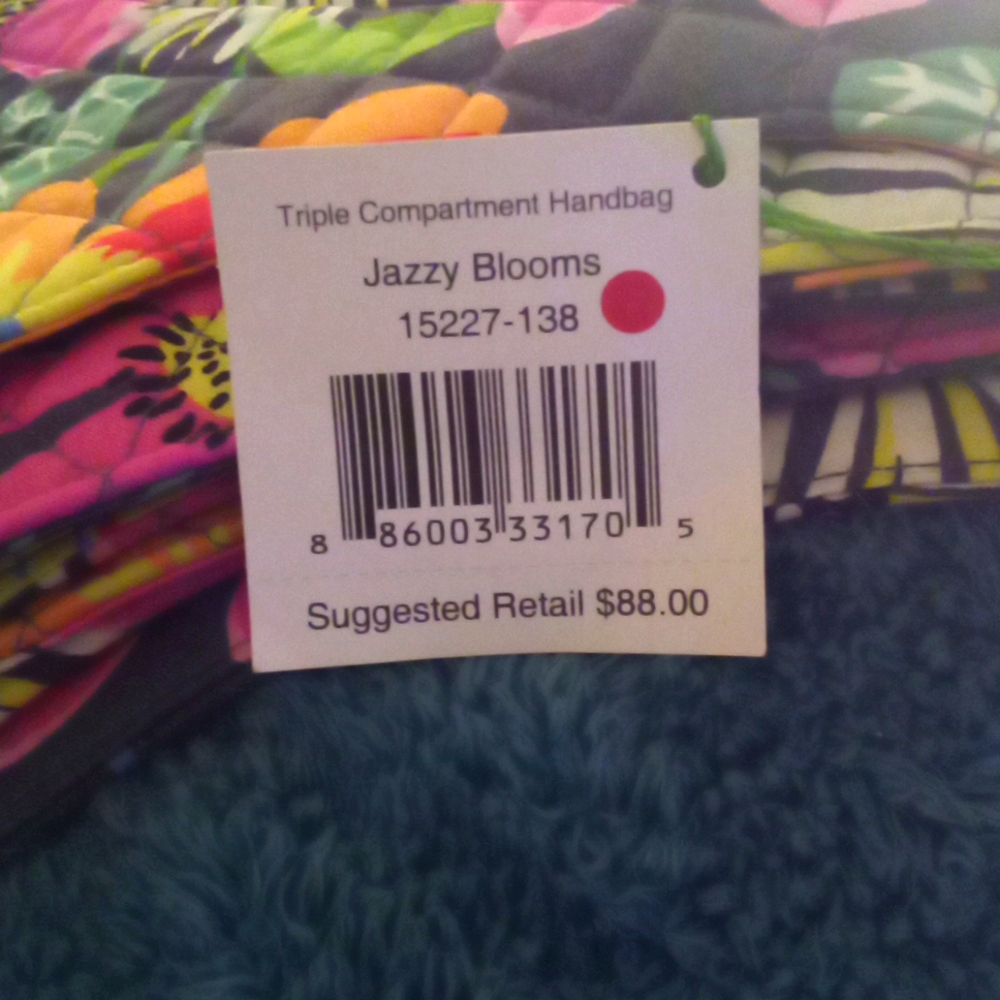 Triple Compartment Handbag
Jazzy Blooms
15227-138
8 86003 33170 5
Suggested Retail $88.00